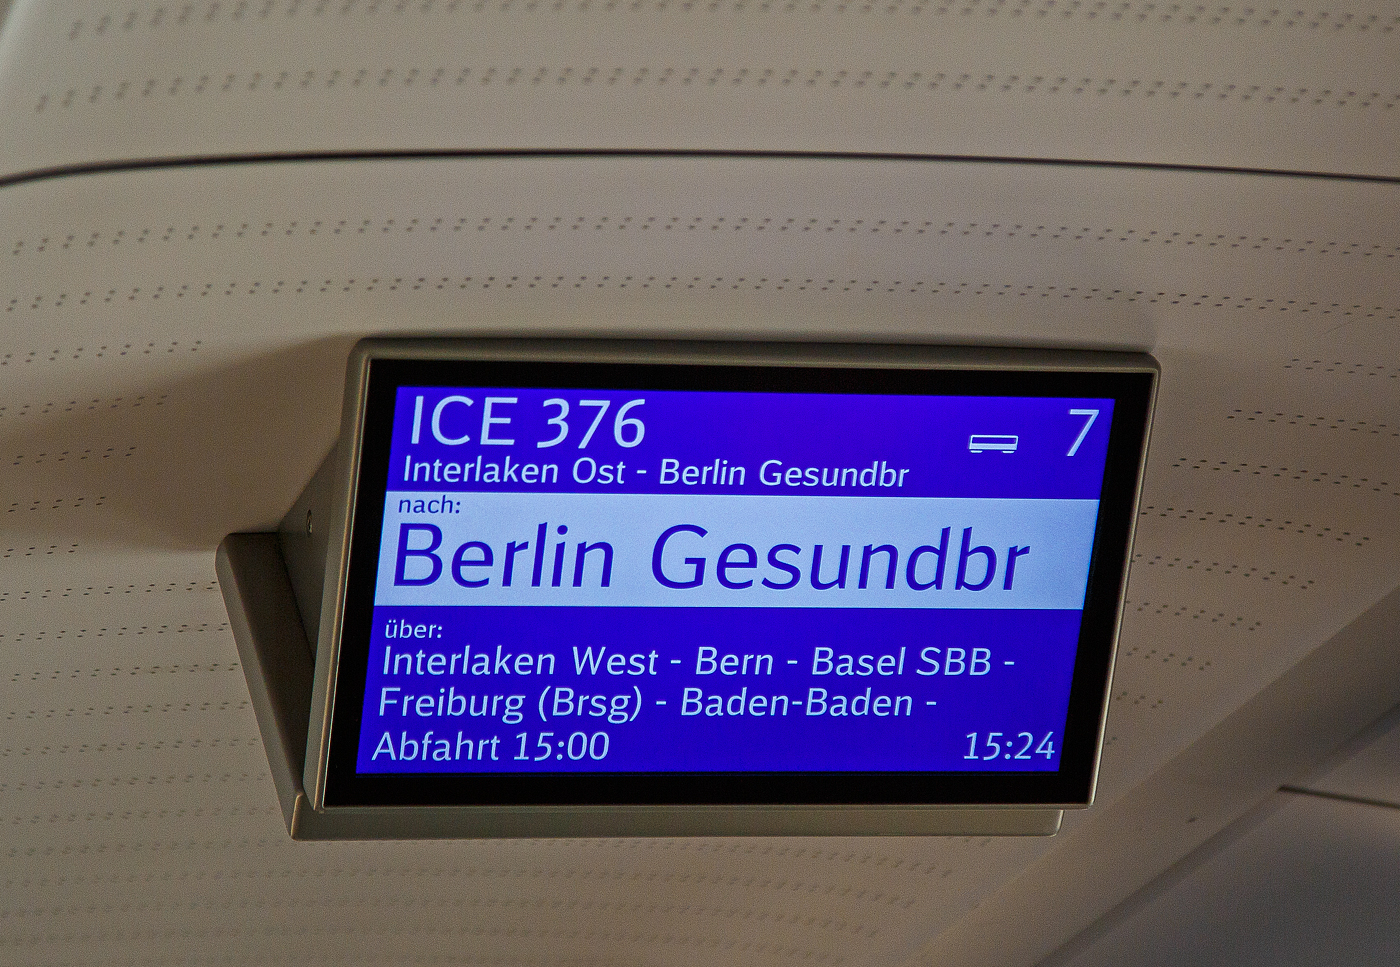 ICE 376
7
Interlaken Ost - Berlin Gesundbr
nach:
Berlin Gesundbr
über:
Interlaken West - Bern - Basel SBB -
Freiburg (Brsg) - Baden-Baden -
Abfahrt 15:00
15:24